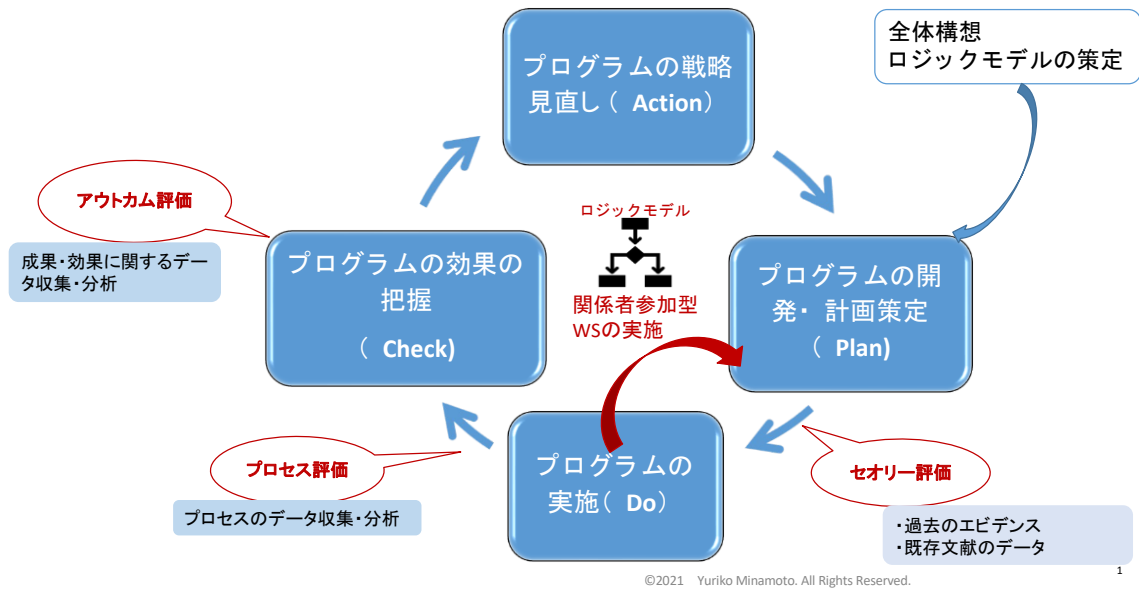 プログラムの戦略
見直し（ Action）
全体構想
ロジックモデルの策定
アウトカム評価
成果・効果に関するデー
タ収集・分析
プログラムの効果の
把握
（ Check)
ロジックモデル
関係者参加型
WSの実施
プログラムの開
発・ 計画策定
（ Plan)
プロセス評価
プロセスのデータ収集・分析
プログラムの
実施（ Do）
セオリー評価
・過去のエビデンス
・既存文献のデータ
©2021 Yuriko Minamoto. All Rights Reserved.
1